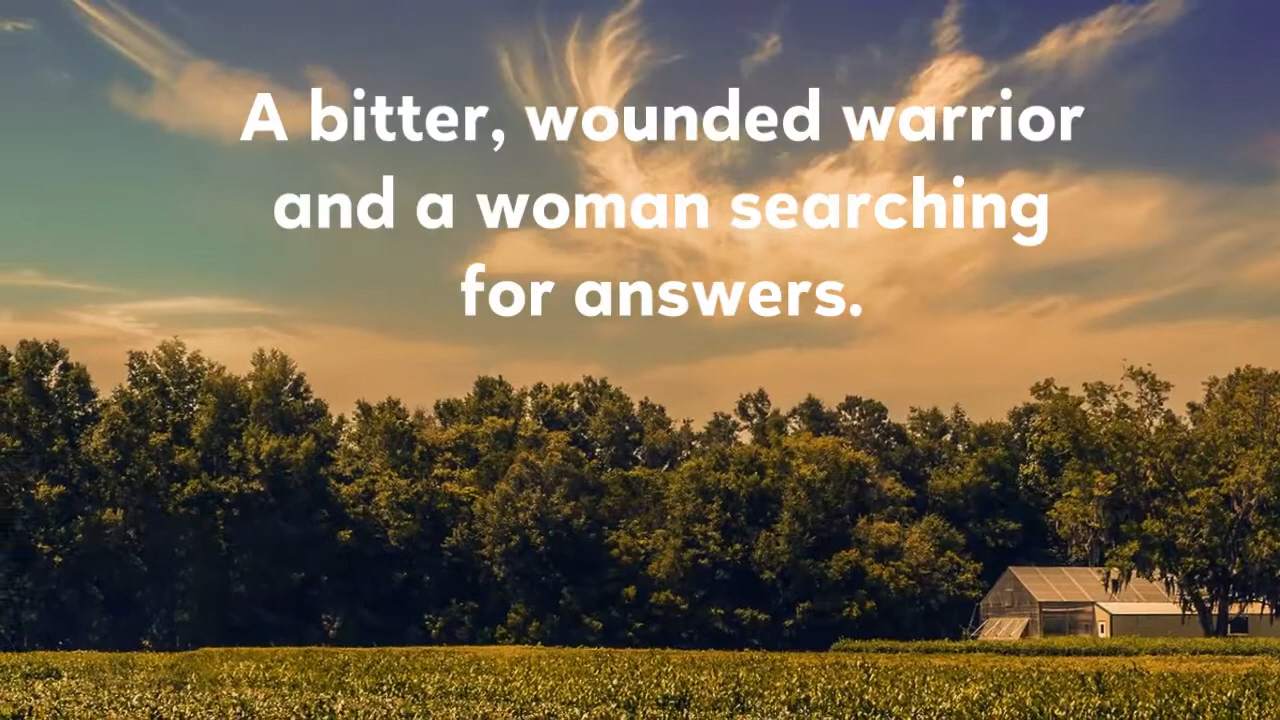 A bitter, wounded warrior
and a woman searching
for answers.